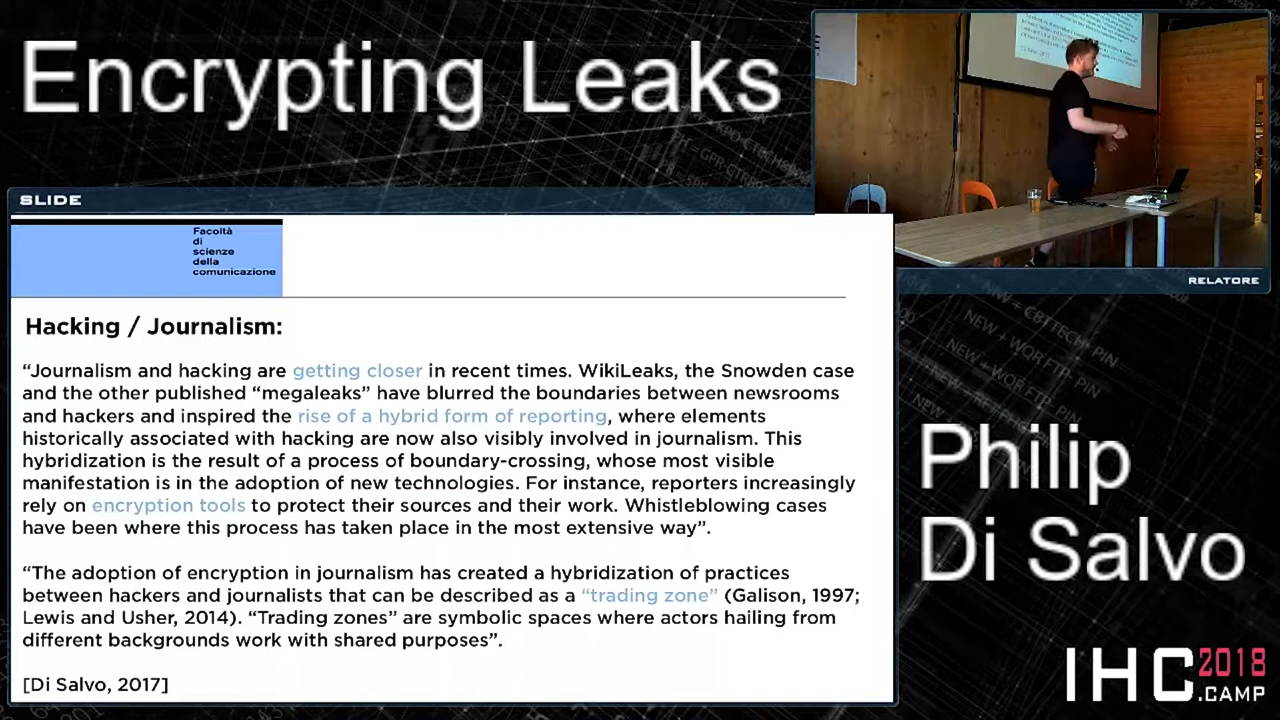 Encrypting Leaks
SLIDE
Facoltà
di
scienze
della
comunicazione
RELATORE
Hacking / Journalism:
“Journalism and hacking are getting closer in recent times. WikiLeaks, the Snowden case
and the other published “megaleaks” have blurred the boundaries between newsrooms
and hackers and inspired the rise of a hybrid form of reporting, where elements
historically associated with hacking are now also visibly involved in journalism. This
hybridization is the result of a process of boundary-crossing, whose most visible
manifestation is in the adoption of new technologies. For instance, reporters increasingly
rely on encryption tools to protect their sources and their work. Whistleblowing cases
have been where this process has taken place in the most extensive way”.
“The adoption of encryption in journalism has created a hybridization of practices
between hackers and journalists that can be described as a “trading zone” (Galison, 1997;
Lewis and Usher, 2014). “Trading zones” are symbolic spaces where actors hailing from
different backgrounds work with shared purposes”.
[Di Salvo, 2017]
Philip
Di Salvo
IHC 2018
.CAMP